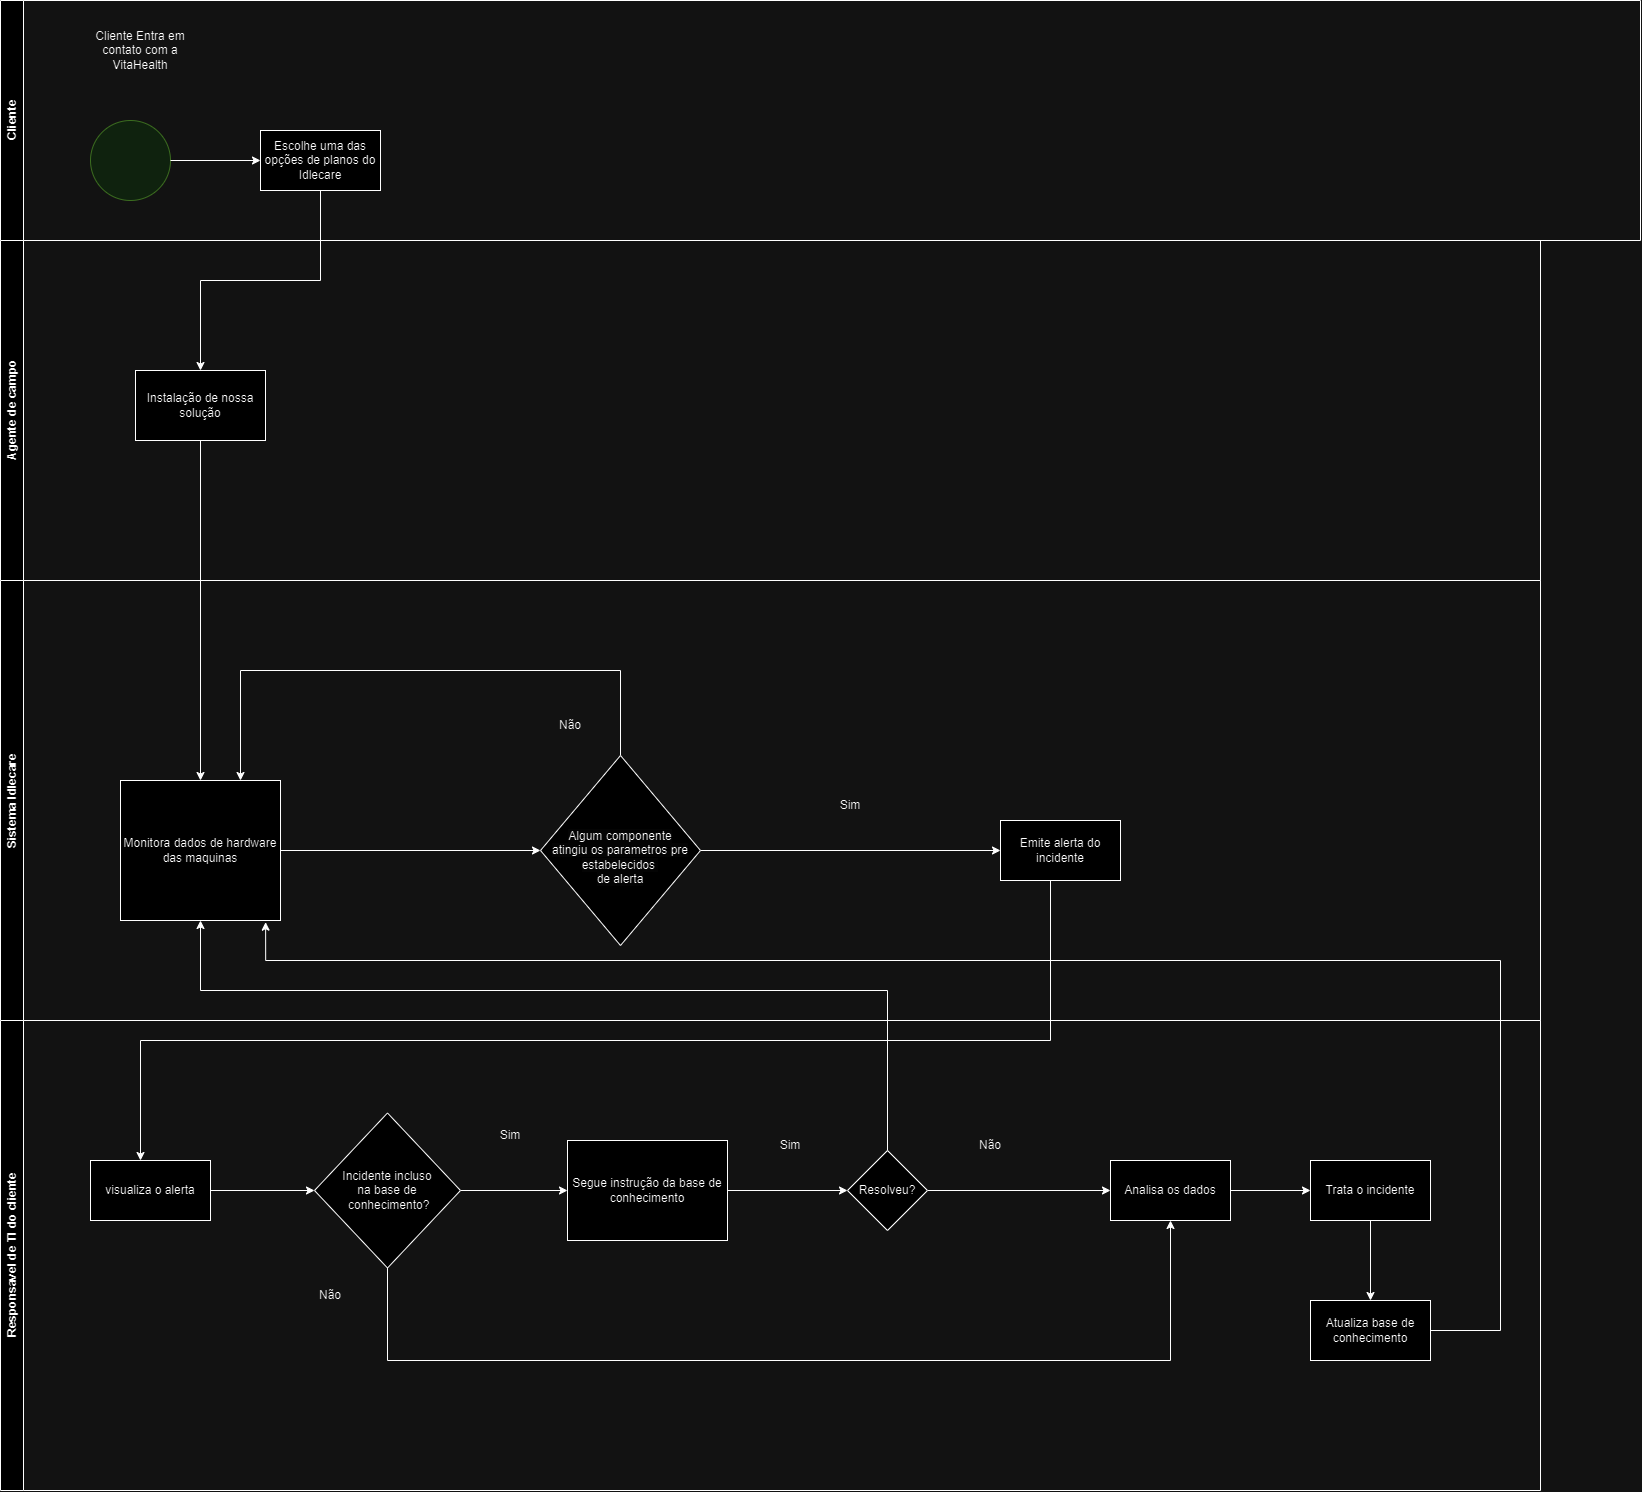 Cliente
Cliente Entra em
contato com a
VitaHealth
Escolhe uma das
opções de planos do
Idlecare
Agente de campo
Instalação de nossa
solução
Sistema Idlecare
Não
Sim
Monitora dados de hardware
das maquinas
Algum componente
atingiu os parametros pre
estabelecidos
de alerta
Emite alerta do
incidente
Responsavel de TI do cliente
Sim
Sim
Não
visualiza o alerta
Incidente incluso
na base de
conhecimento?
Segue instrução da base de
conhecimento
Resolveu?
Analisa os dados
Trata o incidente
Não
Atualiza base de
conhecimento